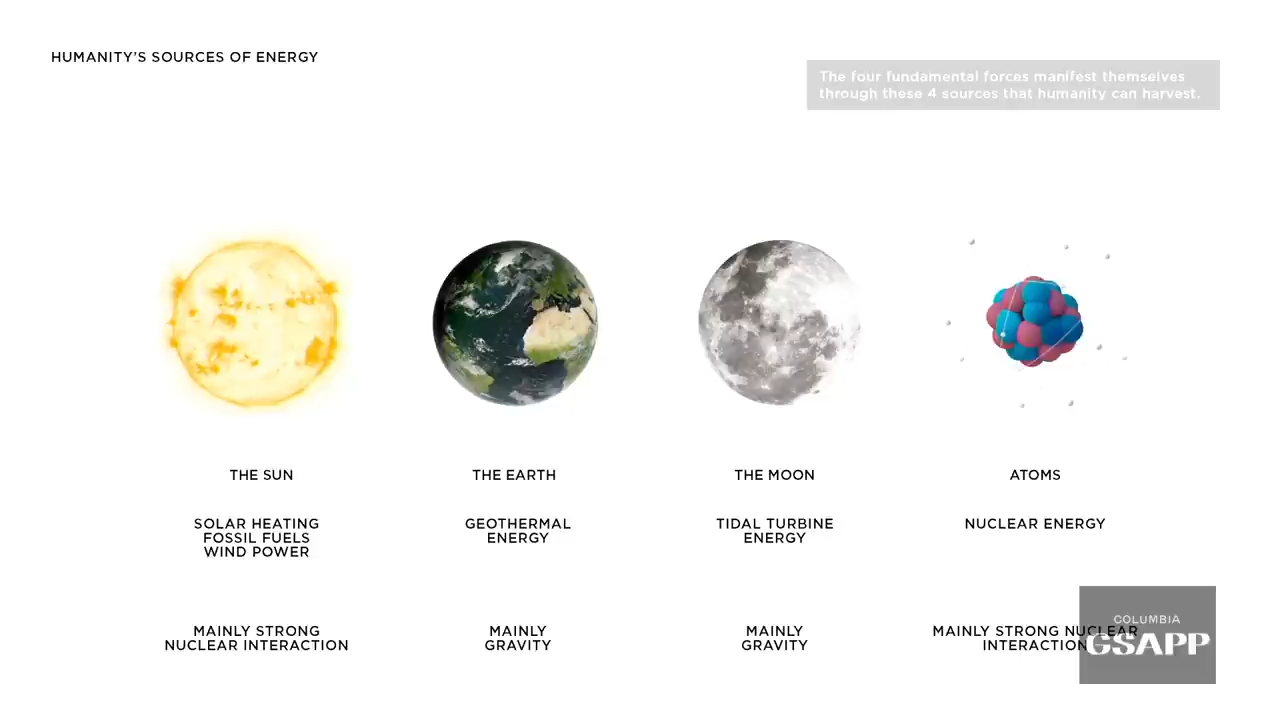 HUMANITY'S SOURCES OF ENERGY
The four fundamental forces manifest themselves
through these 4 sources that humanity can harvest.
THE SUN
THE EARTH
THE MOON
ATOMS
SOLAR HEATING
FOSSIL FUELS
WIND POWER
GEOTHERMAL
ENERGY
TIDAL TURBINE
ENERGY
NUCLEAR ENERGY
MAINLY STRONG
NUCLEAR INTERACTION
MAINLY
GRAVITY
MAINLY
GRAVITY
MAINLY STRONG NUCLEAR
INTERACTION
COLUMBIA
GSAPP